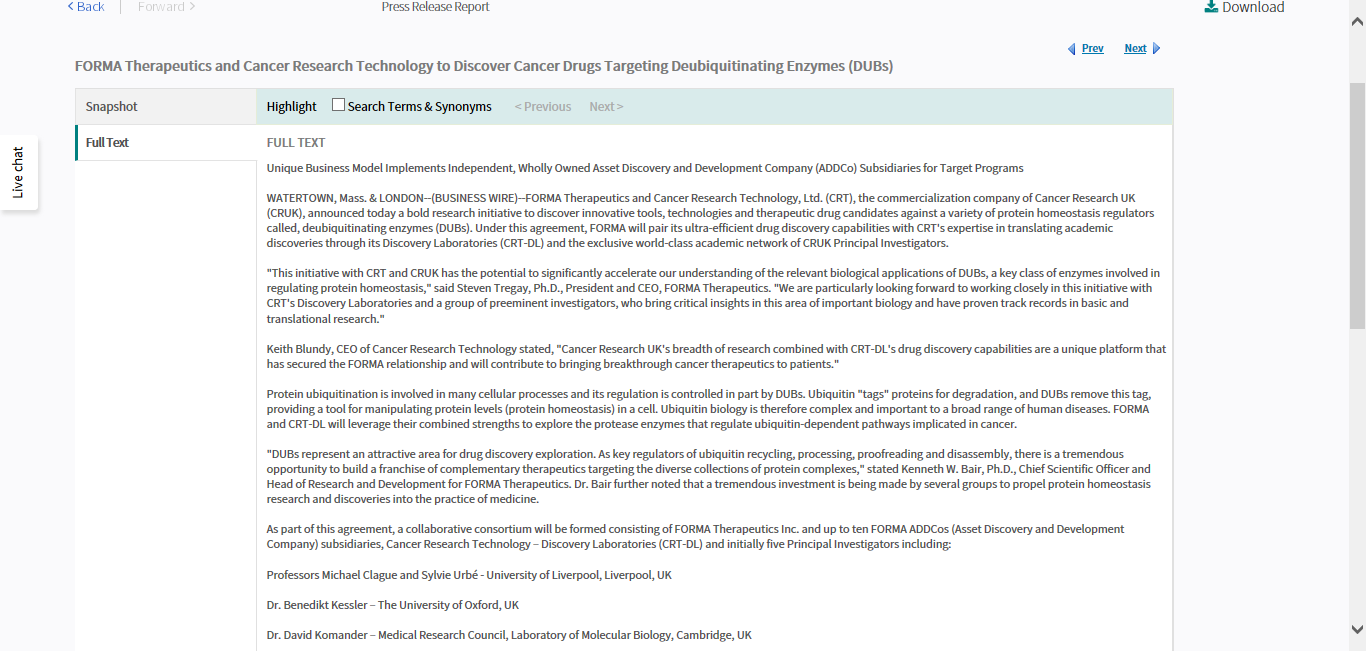 < Back
Forward >
Press Release Report
Download
Prev
Next
FORMA Therapeutics and Cancer Research Technology to Discover Cancer Drugs Targeting Deubiquitinating Enzymes (DUBs)
Snapshot
Highlight
Search Terms & Synonyms
< Previous
Next >
Full Text
Live chat
FULL TEXT
Unique Business Model Implements Independent, Wholly Owned Asset Discovery and Development Company (ADDCo) Subsidiaries for Target Programs
WATERTOWN, Mass. & LONDON--(BUSINESS WIRE)--FORMA Therapeutics and Cancer Research Technology, Ltd. (CRT), the commercialization company of Cancer Research UK
(CRUK), announced today a bold research initiative to discover innovative tools, technologies and therapeutic drug candidates against a variety of protein homeostasis regulators
called, deubiquitinating enzymes (DUBs). Under this agreement, FORMA will pair its ultra-efficient drug discovery capabilities with CRT's expertise in translating academic
discoveries through its Discovery Laboratories (CRT-DL) and the exclusive world-class academic network of CRUK Principal Investigators.
"This initiative with CRT and CRUK has the potential to significantly accelerate our understanding of the relevant biological applications of DUBs, a key class of enzymes involved in
regulating protein homeostasis," said Steven Tregay, Ph.D., President and CEO, FORMA Therapeutics. "We are particularly looking forward to working closely in this initiative with
CRT's Discovery Laboratories and a group of preeminent investigators, who bring critical insights in this area of important biology and have proven track records in basic and
translational research."
Keith Blundy, CEO of Cancer Research Technology stated, "Cancer Research UK's breadth of research combined with CRT-DL's drug discovery capabilities are a unique platform that
has secured the FORMA relationship and will contribute to bringing breakthrough cancer therapeutics to patients."
Protein ubiquitination is involved in many cellular processes and its regulation is controlled in part by DUBs. Ubiquitin "tags" proteins for degradation, and DUBs remove this tag,
providing a tool for manipulating protein levels (protein homeostasis) in a cell. Ubiquitin biology is therefore complex and important to a broad range of human diseases. FORMA
and CRT-DL will leverage their combined strengths to explore the protease enzymes that regulate ubiquitin-dependent pathways implicated in cancer.
"DUBs represent an attractive area for drug discovery exploration. As key regulators of ubiquitin recycling, processing, proofreading and disassembly, there is a tremendous
opportunity to build a franchise of complementary therapeutics targeting the diverse collections of protein complexes," stated Kenneth W. Bair, Ph.D., Chief Scientific Officer and
Head of Research and Development for FORMA Therapeutics. Dr. Bair further noted that a tremendous investment is being made by several groups to propel protein homeostasis
research and discoveries into the practice of medicine.
As part of this agreement, a collaborative consortium will be formed consisting of FORMA Therapeutics Inc. and up to ten FORMA ADDCos (Asset Discovery and Development
Company) subsidiaries, Cancer Research Technology – Discovery Laboratories (CRT-DL) and initially five Principal Investigators including:
Professors Michael Clague and Sylvie Urbé - University of Liverpool, Liverpool, UK
Dr. Benedikt Kessler – The University of Oxford, UK
Dr. David Komander – Medical Research Council, Laboratory of Molecular Biology, Cambridge, UK